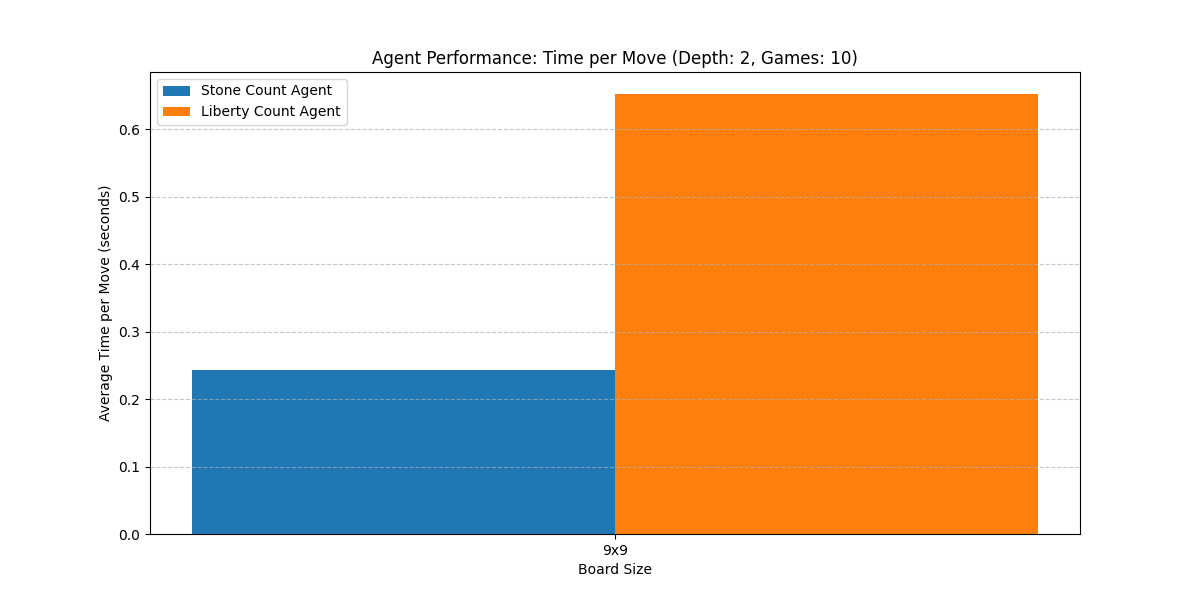 Agent Performance: Time per Move (Depth: 2, Games: 10)
Stone Count Agent
Liberty Count Agent
Average Time per Move (seconds)
0.6
0.5
0.4
0.3
0.2
0.1
0.0
9x9
Board Size